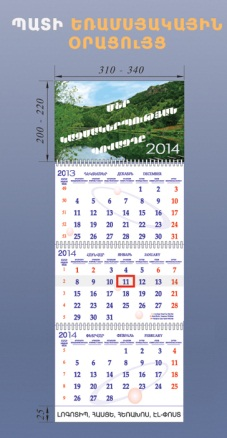 ՊԱՏԻ ԵՌԱՄՍՅԱԿԱՅԻՆ
ՕՐԱՑՈՒՅՑ
310 - 340
200 - 220
ՄԵՐ
ԿԱԶՄԱԿԵՐՊՈՒԹՅԱՆ
ԳՈՎԱԶԴԸ
2014
2013 ԴԵԿՏԵՄԲԵՐ ДЕКАБРЬ DECEMBER
1 2 3
4 5 6 7 8 9 10
11 12 13 14 15 16 17
18 19 20 21 22 23 24
25 26 27 28 29 30 31
2014 ՀՈՒՆՎԱՐ ЯНВАРЬ JANUARY
1 2 3 4 5 6 7
8 9 10 11 12 13 14
15 16 17 18 19 20 21
22 23 24 25 26 27 28
29 30 31
2014 ՓԵՏՐՎԱՐ ФЕВРАЛЬ FEBRUARY
1 2 3 4
5 6 7 8 9 10 11
12 13 14 15 16 17 18
19 20 21 22 23 24 25
26 27 28
25 ԼՈԳՈՏԻՊ, ՀԱՍՑԵ, ՀԵՌԱԽՈՍ, ԷԼ-ՓՈՍՏ